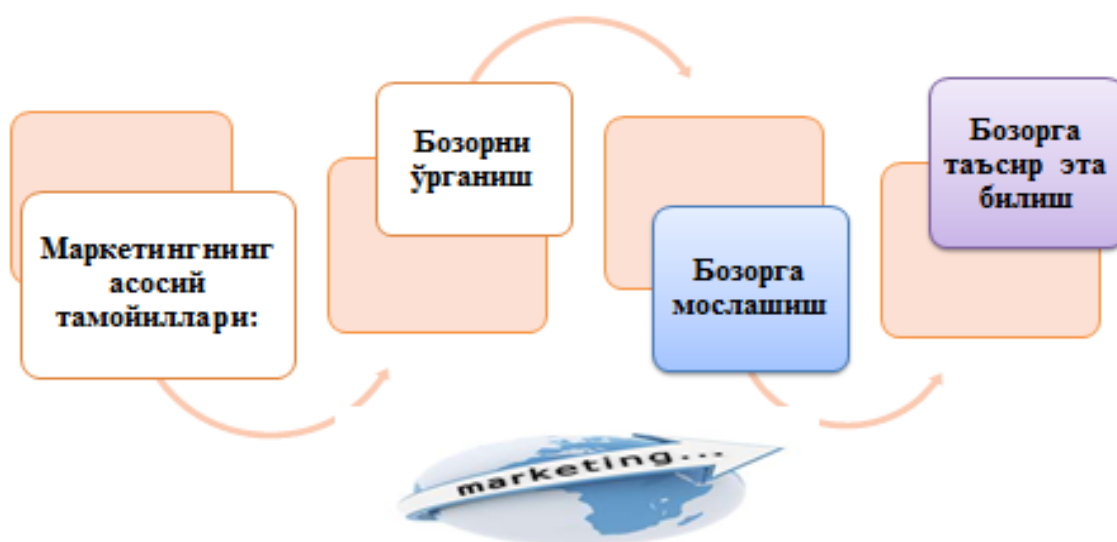 Маркетингнинг
асосий
тамойиллари:
Бозорни
ўрганиш
Бозорга
мослашиш
Бозорга
таъсир эта
билиш
marketing...